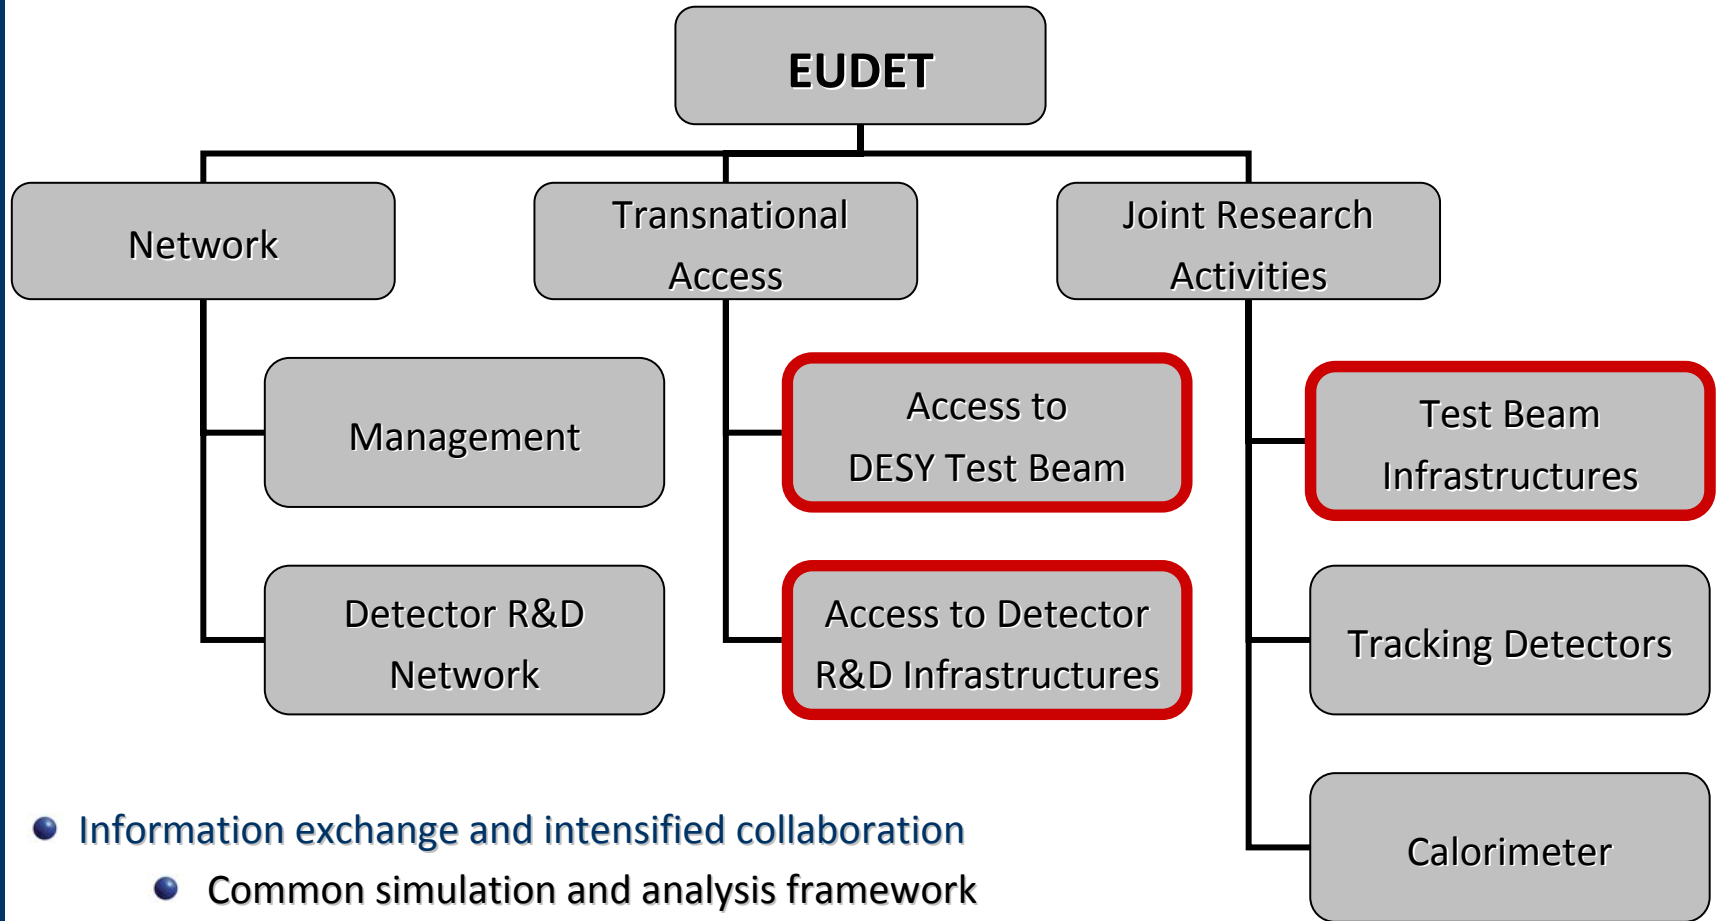 EUDET
Network
Transnational
Access
Joint Research
Activities
Management
Detector R&D
Network
Access to
DESY Test Beam
Access to Detector
R&D Infrastructures
Test Beam
Infrastructures
Tracking Detectors
Calorimeter
Information exchange and intensified collaboration
Common simulation and analysis framework